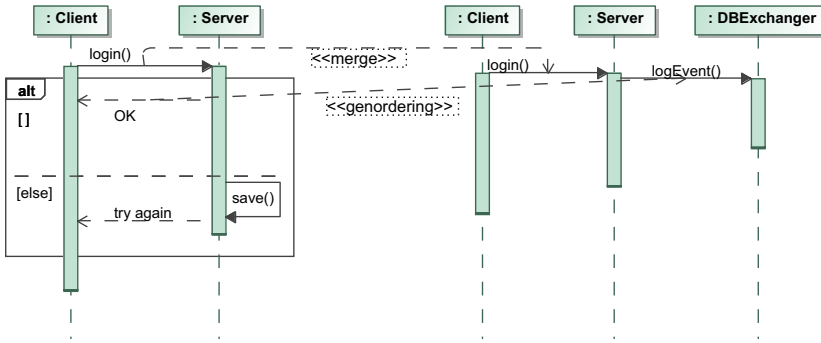 : Client
: Server
: Client
: Server
: DBExchanger
login()
<<merge>>
login()
logEvent()
alt
[ ]
OK
<<genordering>>
[else]
save()
try again